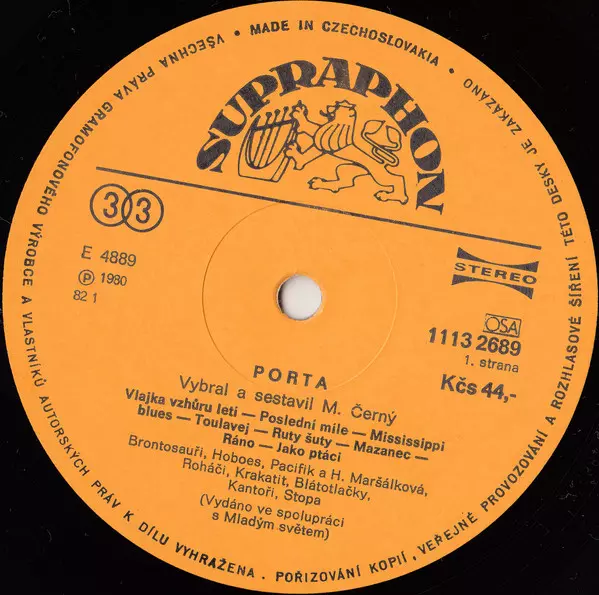 VŠECHNA PRÁVA GRAMOFONOVÉHO VÝROBCE A VLASTNÍKŮ AUTORSKÝCH PRÁV K DÍLU VYHRAŽENA. POŘIZOVÁNÍ KOPIÍ, VEŘEJNÉ PROVOZOVÁNÍ A ROZHLASOVÉ ŠÍŘENÍ TÉTO DESKY JE ZAKÁZÁNO
• MADE IN CZECHOSLOVAKIA •
SUPRAPHON
33
E 4889
Ⓟ 1980
82 1
STEREO
OSA
1113 2689
1. strana
Kčs 44,-
PORTA
Vybral a sestavil M. Černý
Vlajka vzhůru letí — Poslední míle — Mississippi
blues — Toulavej — Ruty šuty — Mazanec —
Ráno — Jako ptáci
Brontosauři, Hoboes, Pacifik a H. Maršálková,
Roháči, Krakatit, Blátotlačky,
Kantoři, Stopa
(Vydáno ve spolupráci
s Mladým světem)